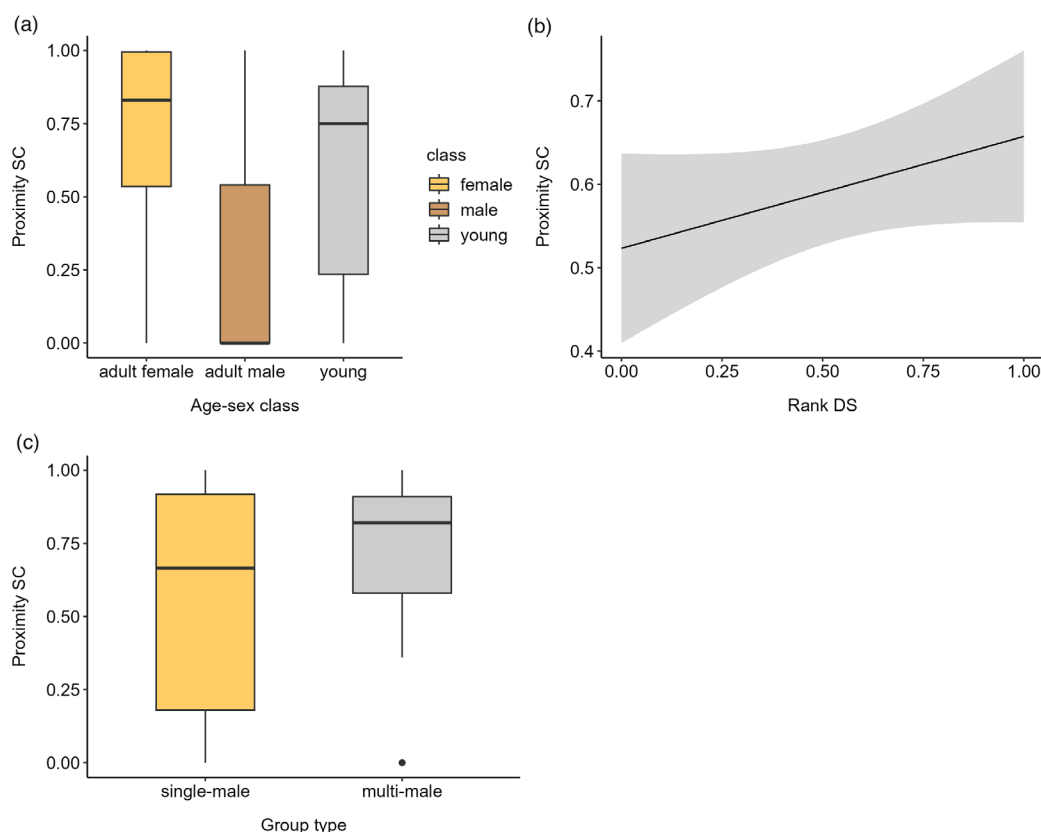 (a)
1.00
0.75
0.50
0.25
0.00
Proximity SC
adult female adult male young
Age-sex class
class
female
male
young
(b)
0.7
0.6
0.5
0.4
Proximity SC
0.00 0.25 0.50 0.75 1.00
Rank DS
(c)
1.00
0.75
0.50
0.25
0.00
Proximity SC
single-male multi-male
Group type